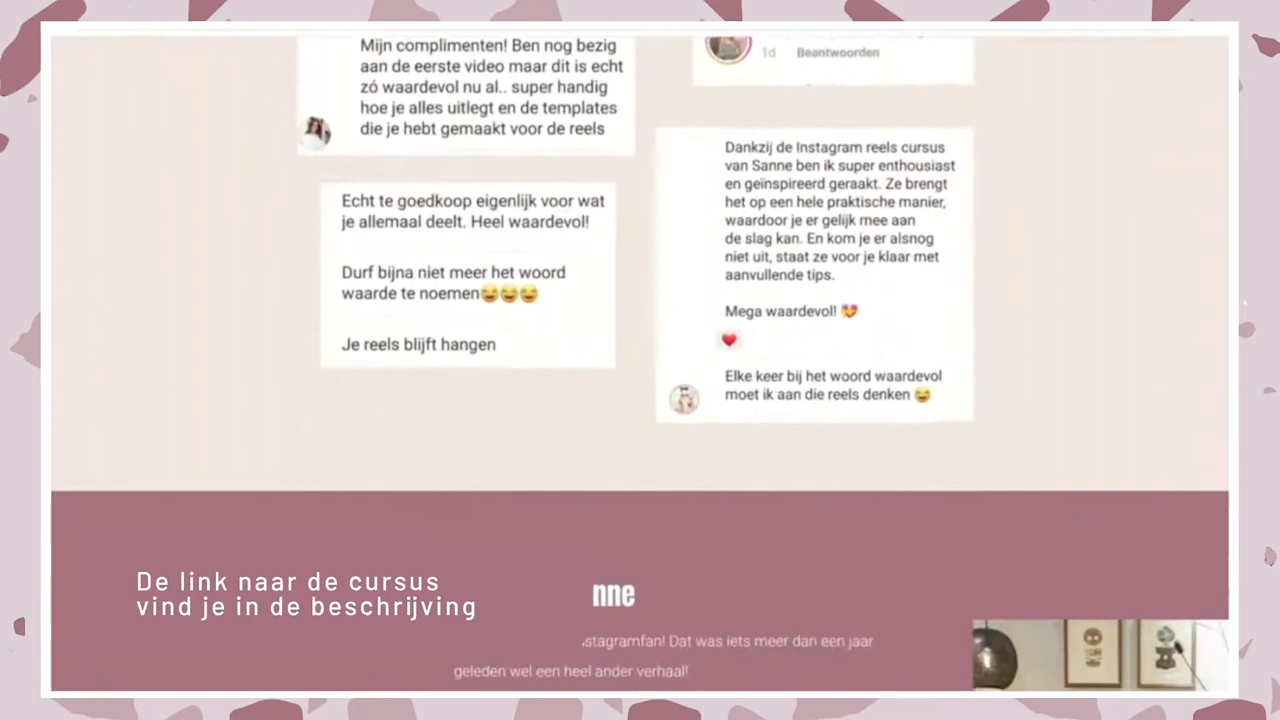 Mijn complimenten! Ben nog bezig
aan de eerste video maar dit is echt
zó waardevol nu al.. super handig
hoe je alles uitlegt en de templates
die je hebt gemaakt voor de reels
1d Beantwoorden
Echt te goedkoop eigenlijk voor wat
je allemaal deelt. Heel waardevol!
Durf bijna niet meer het woord
waarde te noemen😂😂😂
Je reels blijft hangen
Dankzij de Instagram reels cursus
van Sanne ben ik super enthousiast
en geïnspireerd geraakt. Ze brengt
het op een hele praktische manier,
waardoor je er gelijk mee aan
de slag kan. En kom je er alsnog
niet uit, staat ze voor je klaar met
aanvullende tips.
Mega waardevol! 💝
❤️
Elke keer bij het woord waardevol
moet ik aan die reels denken 😂
De link naar de cursus
vind je in de beschrijving
nne
stagramfan! Dat was iets meer dan een jaar
geleden wel een heel ander verhaal!